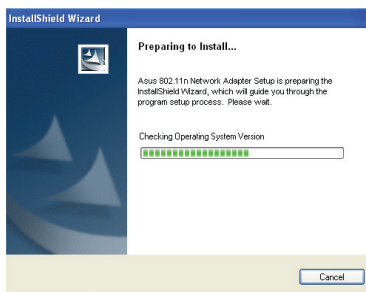 InstallShield Wizard
Preparing to Install...
Asus 802.11n Network Adapter Setup is preparing the
InstallShield Wizard, which will guide you through the
program setup process. Please wait.
Checking Operating System Version
Cancel